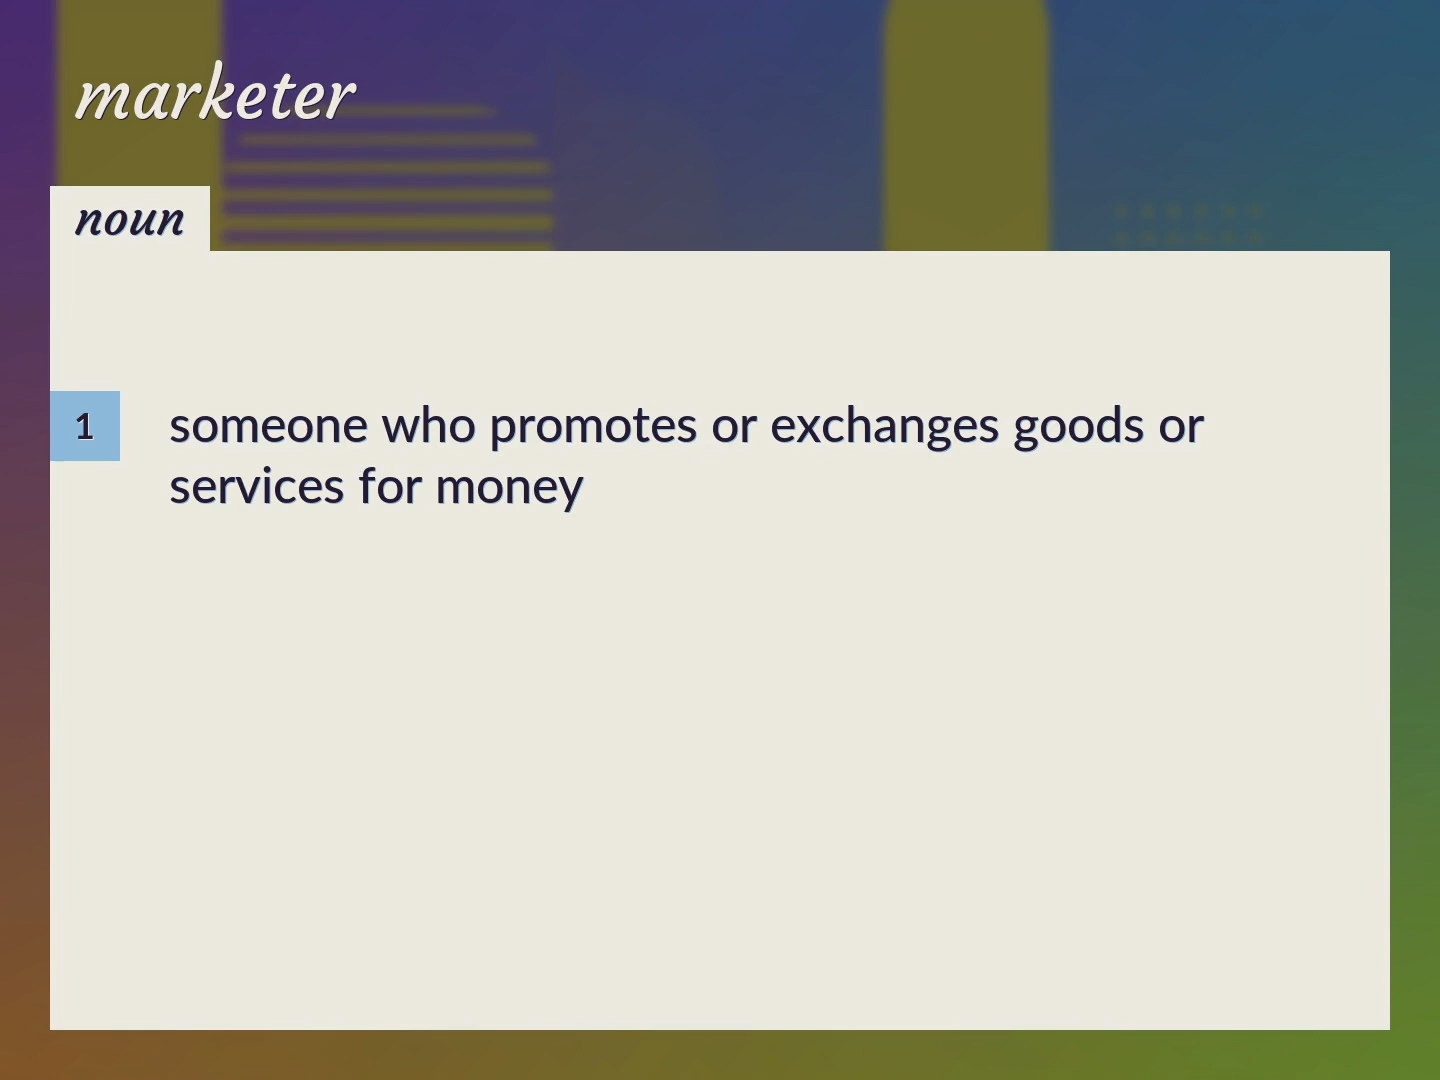 marketer
noun
1
someone who promotes or exchanges goods or
services for money